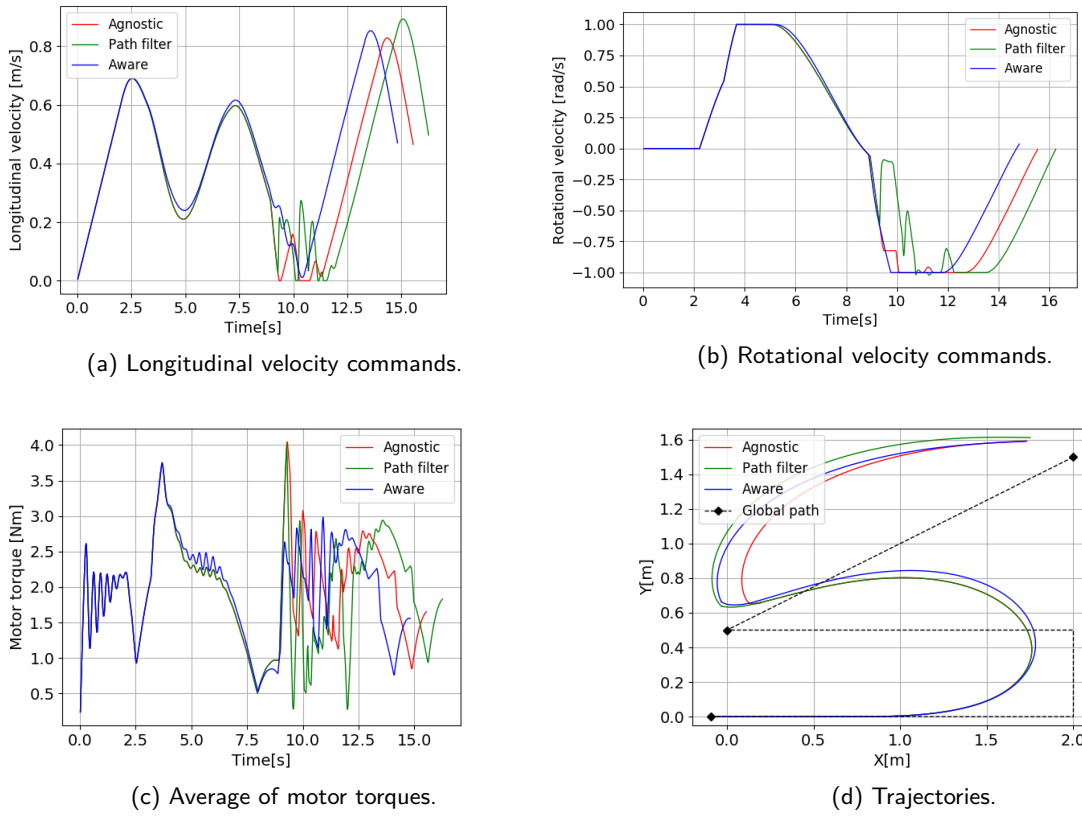 Longitudinal velocity [m/s]
0.8
0.6
0.4
0.2
0.0
Agnostic
Path filter
Aware
0.0 2.5 5.0 7.5 10.0 12.5 15.0
Time[s]
(a) Longitudinal velocity commands.
Rotational velocity [rad/s]
1.00
0.75
0.50
0.25
0.00
−0.25
−0.50
−0.75
−1.00
Agnostic
Path filter
Aware
0 2 4 6 8 10 12 14 16
Time[s]
(b) Rotational velocity commands.
Motor torque [Nm]
4.0
3.5
3.0
2.5
2.0
1.5
1.0
0.5
Agnostic
Path filter
Aware
0.0 2.5 5.0 7.5 10.0 12.5 15.0
Time[s]
(c) Average of motor torques.
Y[m]
1.6
1.4
1.2
1.0
0.8
0.6
0.4
0.2
0.0
Agnostic
Path filter
Aware
Global path
0.0 0.5 1.0 1.5 2.0
X[m]
(d) Trajectories.